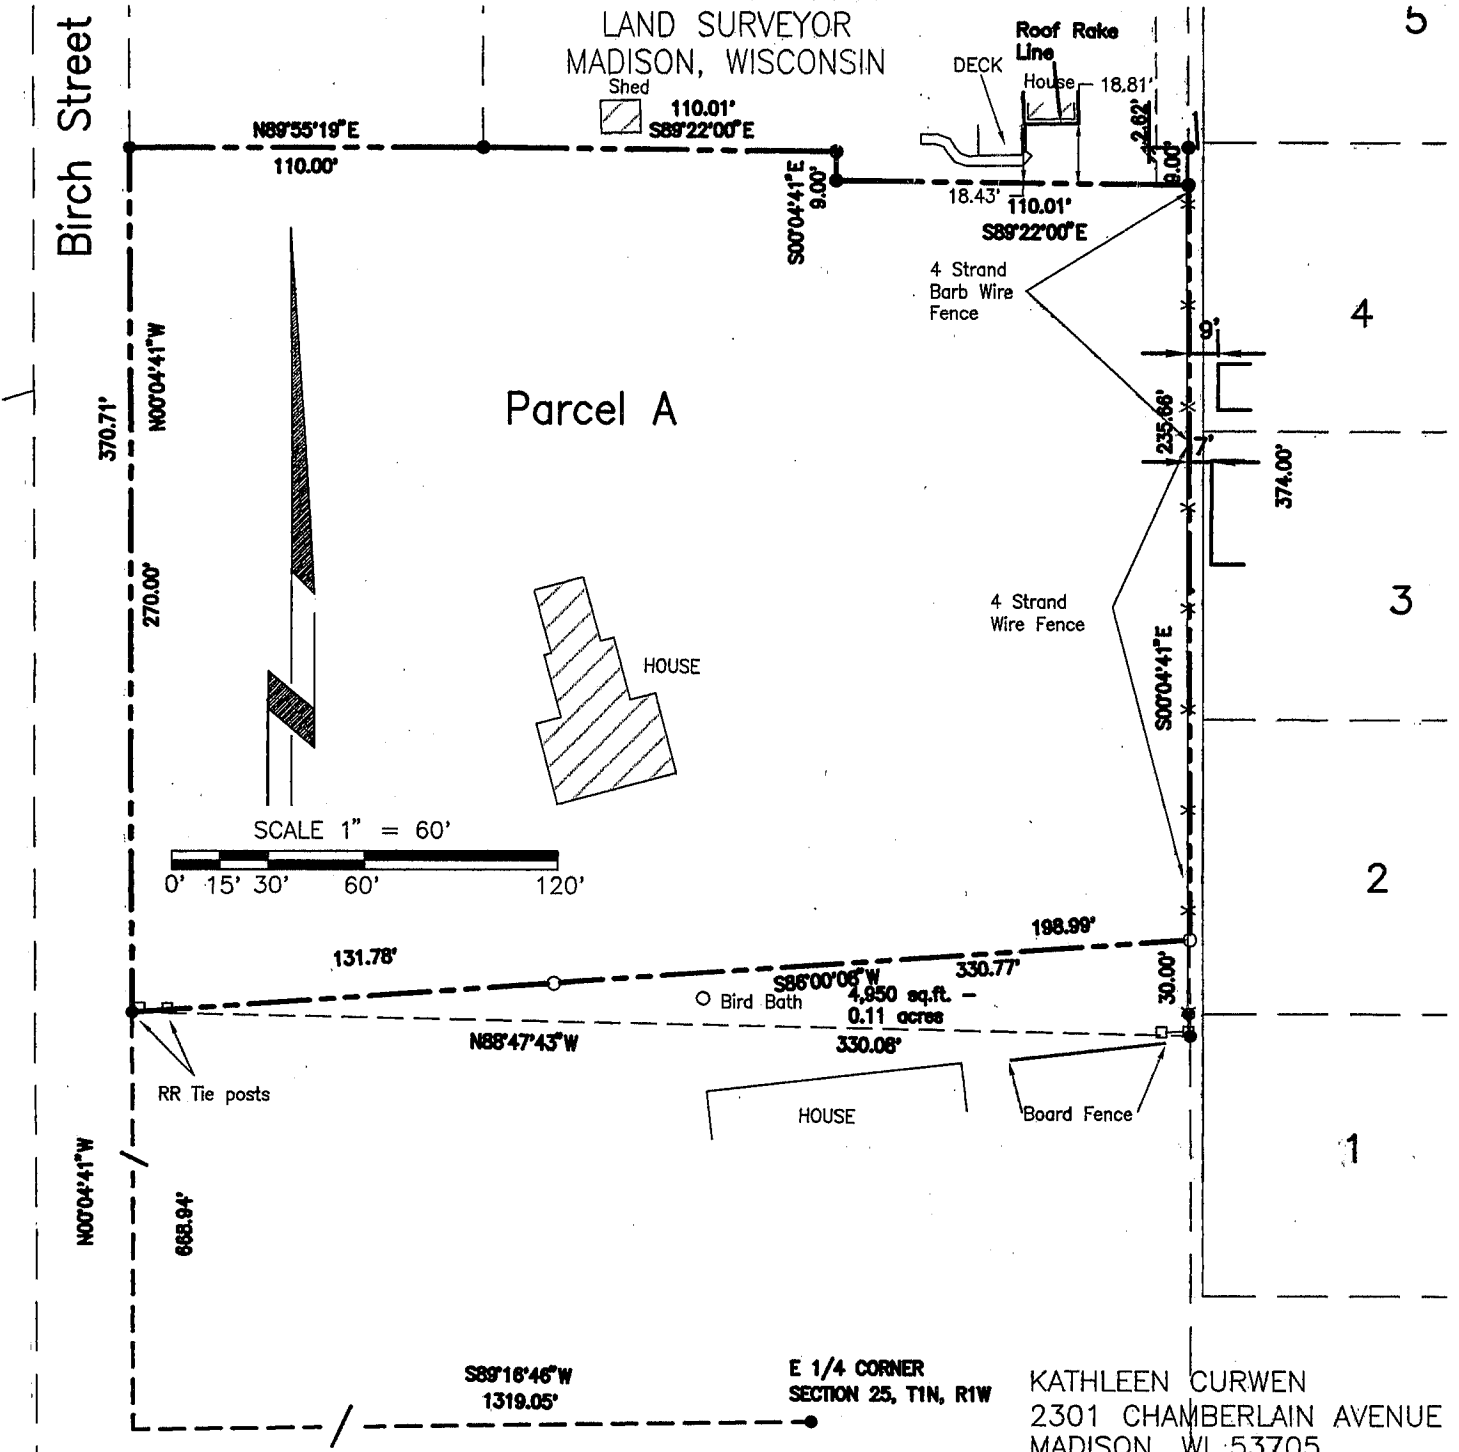 LAND SURVEYOR
MADISON, WISCONSIN
Birch Street
Shed
110.01'
S89°22'00"E
N89°55'19"E
110.00'
Roof Rake
Line
DECK
House
18.81'
2.62'
9.00'
5
S00°04'41"E
9.00'
18.43'
110.01'
S89°22'00"E
4 Strand
Barb Wire
Fence
4
9'
N00°04'41"W
370.71'
Parcel A
235.66'
7'
374.00'
270.00'
4 Strand
Wire Fence
3
S00°04'41"E
HOUSE
SCALE 1" = 60'
0' 15' 30' 60' 120'
2
131.78'
198.99'
S86°00'06"W
330.77'
30.00'
Bird Bath
4,950 sq.ft. –
0.11 acres
N88°47'43"W
330.06'
RR Tie posts
HOUSE
Board Fence
1
N00°04'41"W
668.94'
S89°16'46"W
1319.05'
E 1/4 CORNER
SECTION 25, T1N, R1W
KATHLEEN CURWEN
2301 CHAMBERLAIN AVENUE
MADISON, WI. 53705